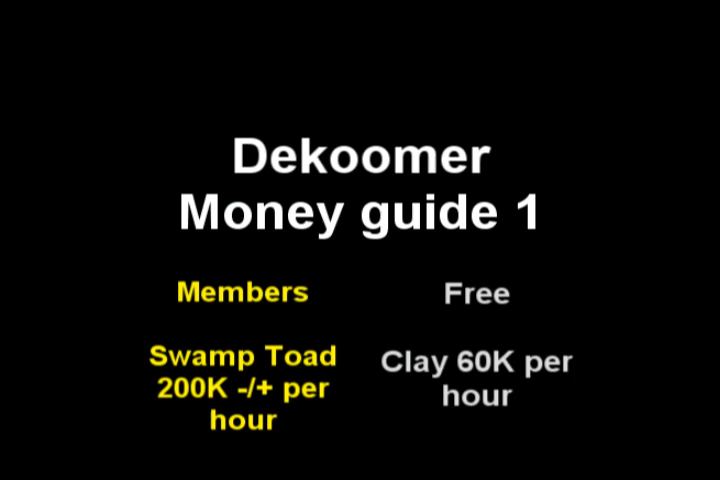 Dekoomer
Money guide 1
Members
Swamp Toad
200K -/+ per
hour
Free
Clay 60K per
hour